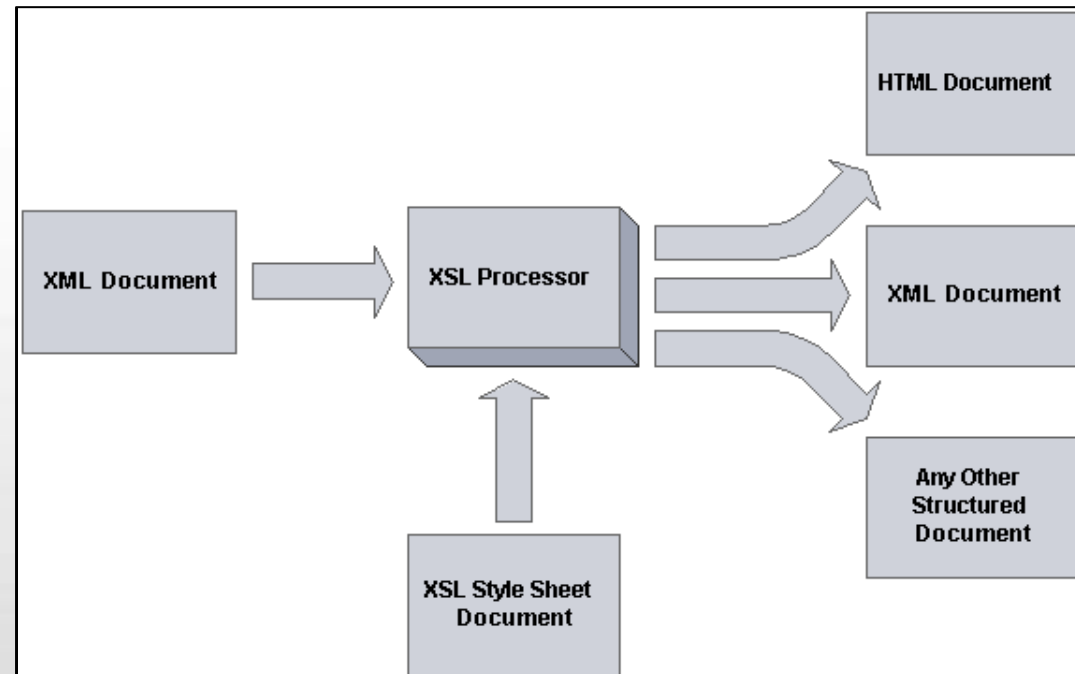 HTML Document
XML Document
XSL Processor
XML Document
Any Other
Structured
Document
XSL Style Sheet
Document